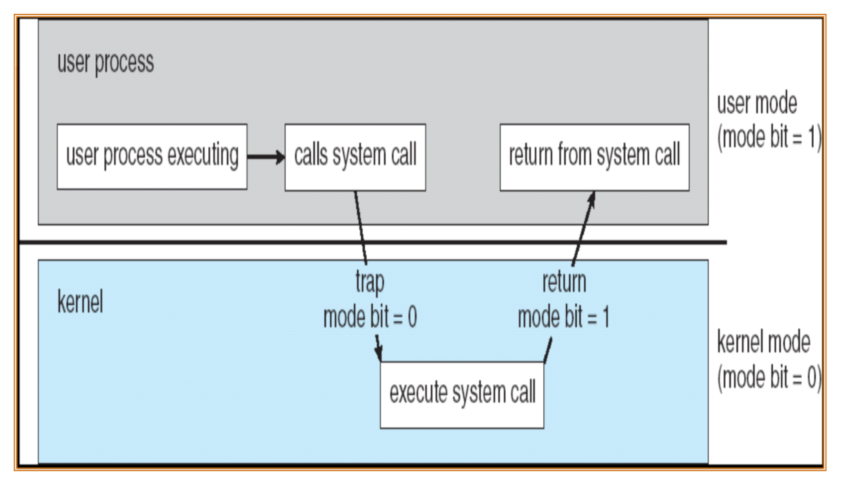 user process
user process executing
calls system call
return from system call
user mode
(mode bit = 1)
kernel
trap
mode bit = 0
return
mode bit = 1
execute system call
kernel mode
(mode bit = 0)